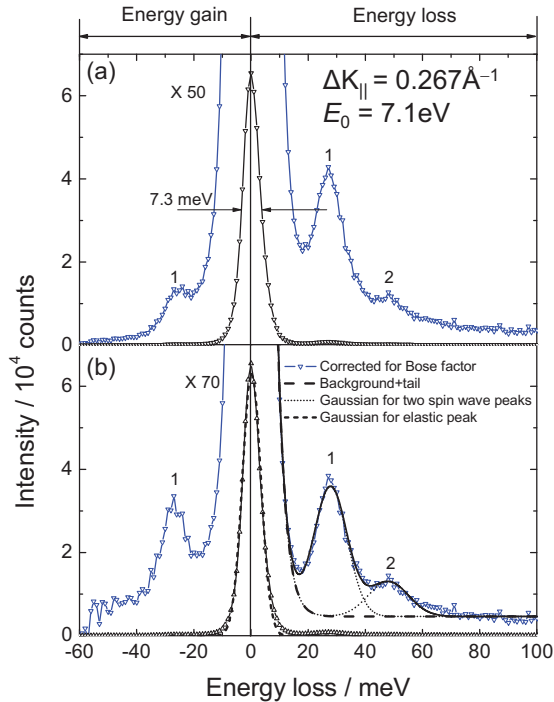 Energy gain
Energy loss
(a)
ΔK|| = 0.267Å⁻¹
X 50
E₀ = 7.1eV
6
1
4
7.3 meV
1
2
2
0
(b)
Corrected for Bose factor
X 70
Background+tail
6
Gaussian for two spin wave peaks
Gaussian for elastic peak
1
1
4
2
2
0
-60 -40 -20 0 20 40 60 80 100
Energy loss / meV
Intensity / 10⁴ counts